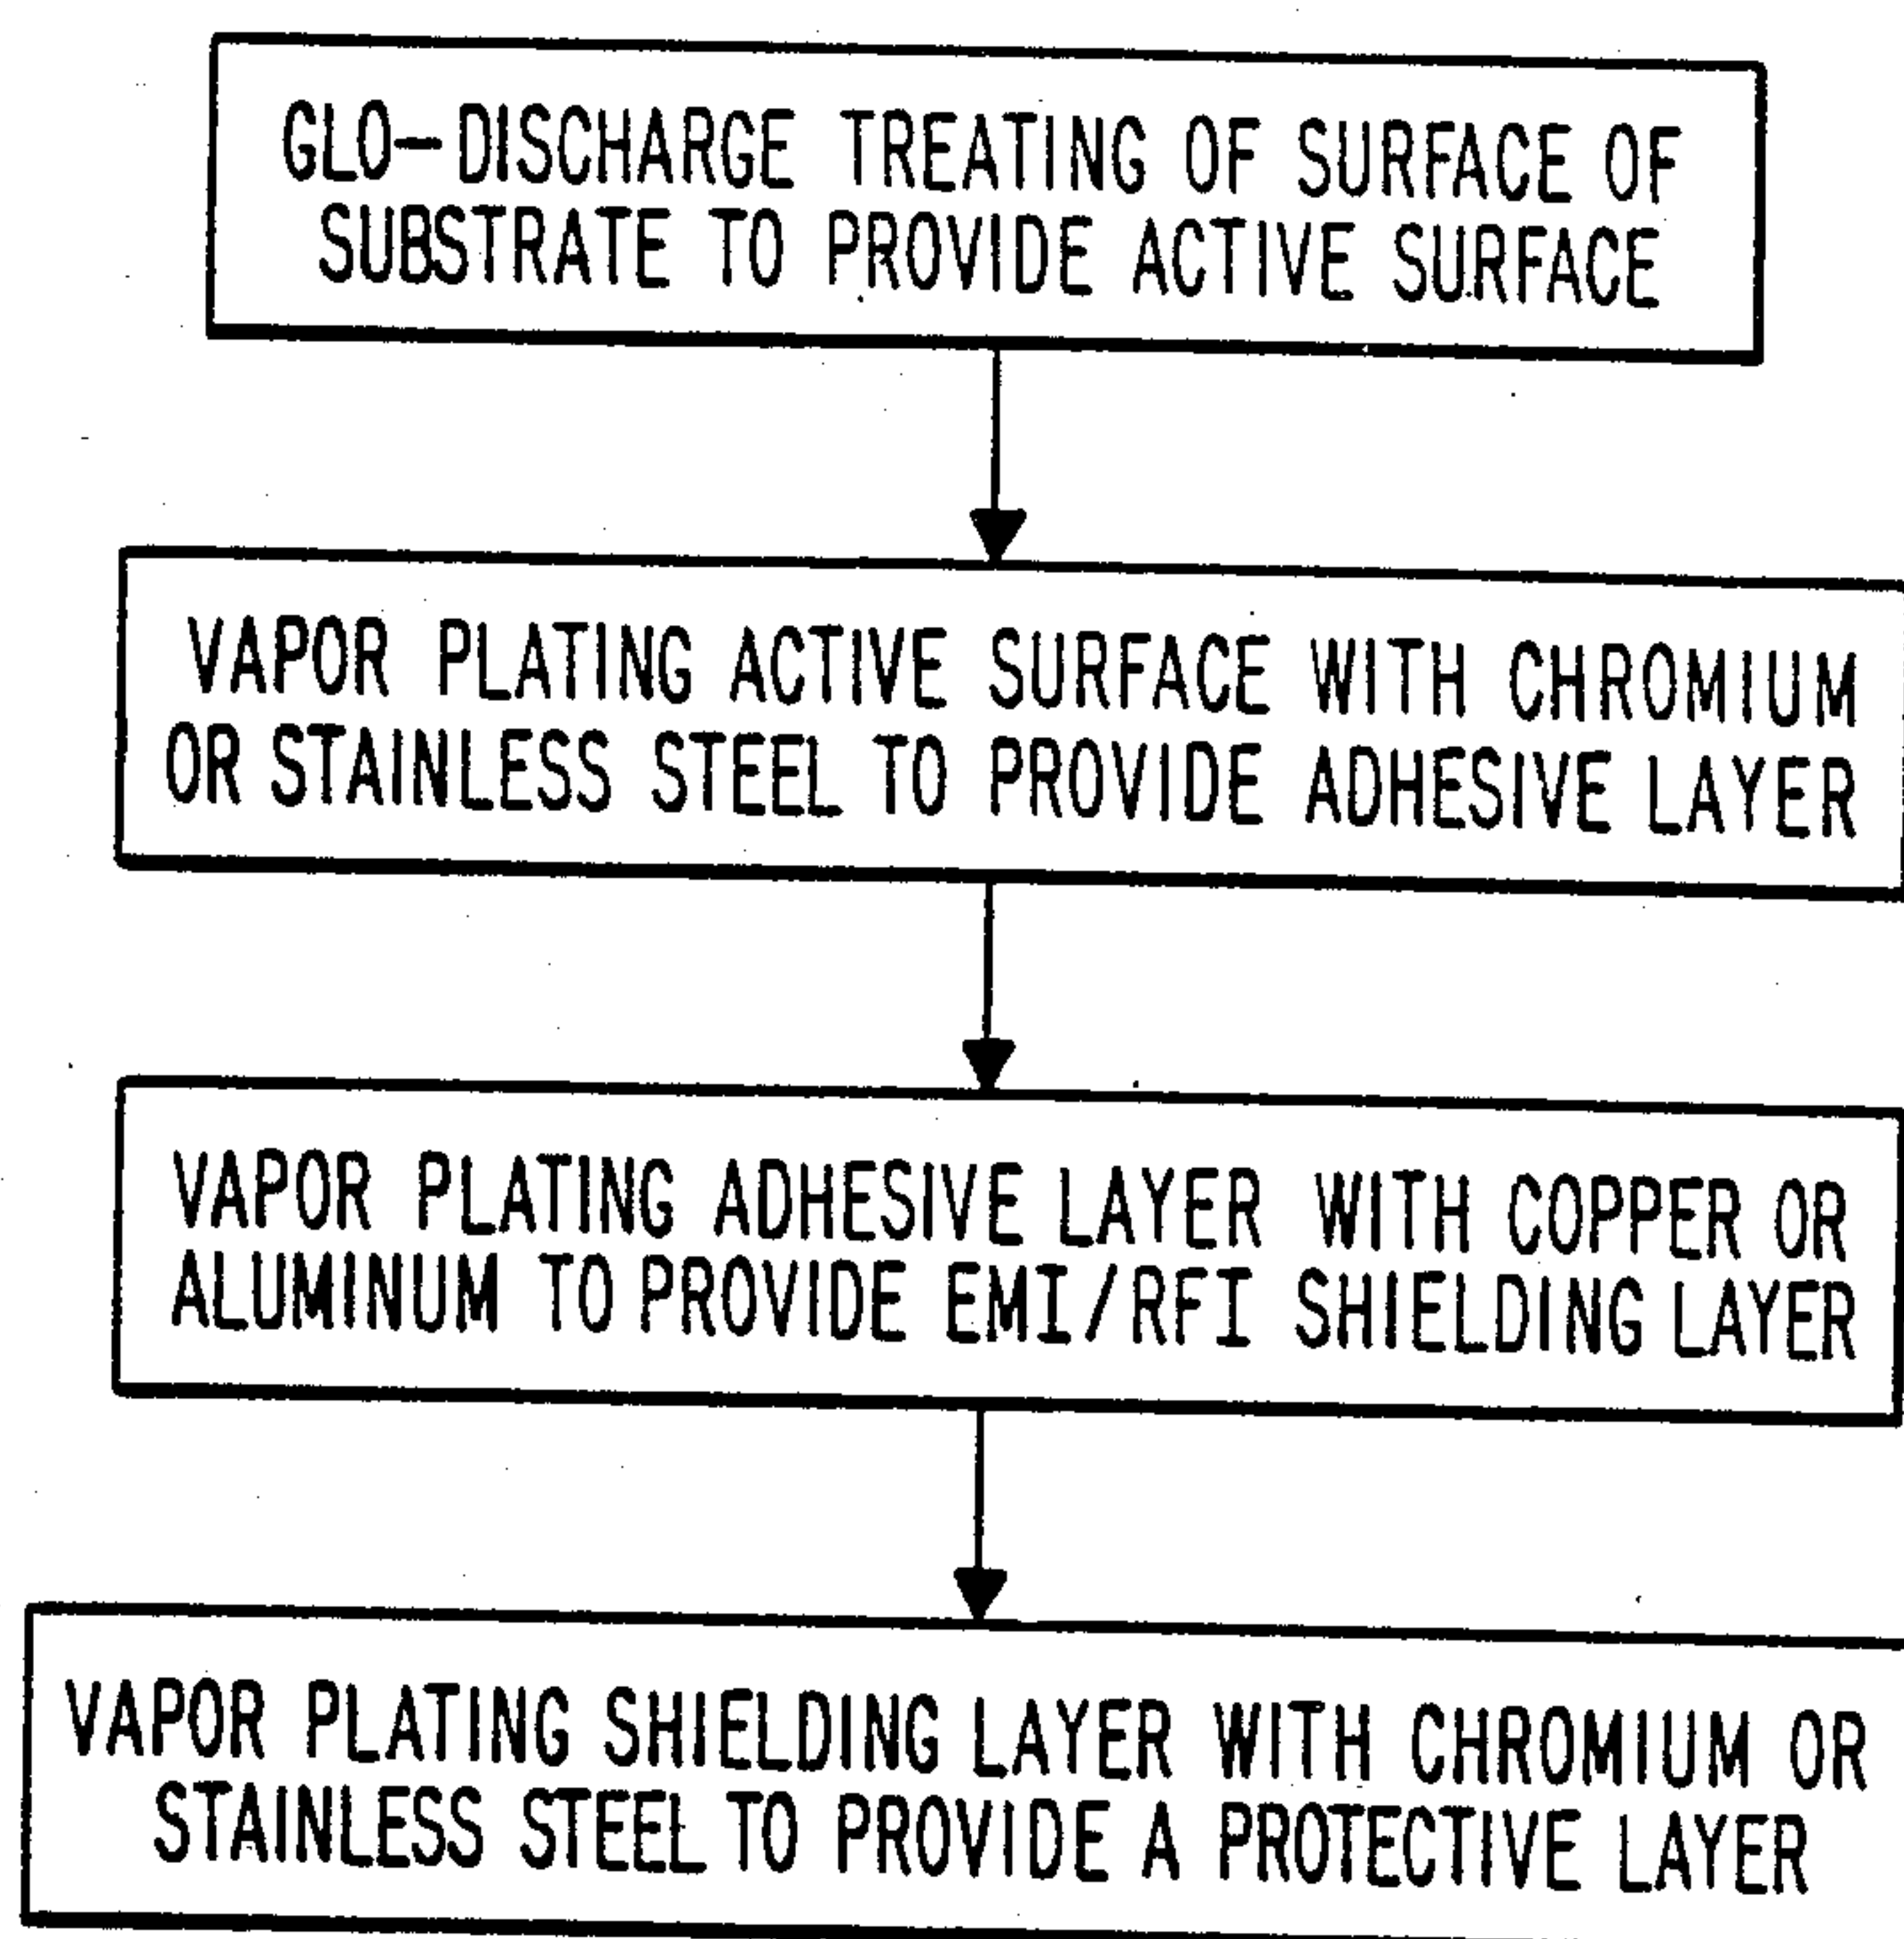 GLO-DISCHARGE TREATING OF SURFACE OF
SUBSTRATE TO PROVIDE ACTIVE SURFACE
VAPOR PLATING ACTIVE SURFACE WITH CHROMIUM
OR STAINLESS STEEL TO PROVIDE ADHESIVE LAYER
VAPOR PLATING ADHESIVE LAYER WITH COPPER OR
ALUMINUM TO PROVIDE EMI/RFI SHIELDING LAYER
VAPOR PLATING SHIELDING LAYER WITH CHROMIUM OR
STAINLESS STEEL TO PROVIDE A PROTECTIVE LAYER